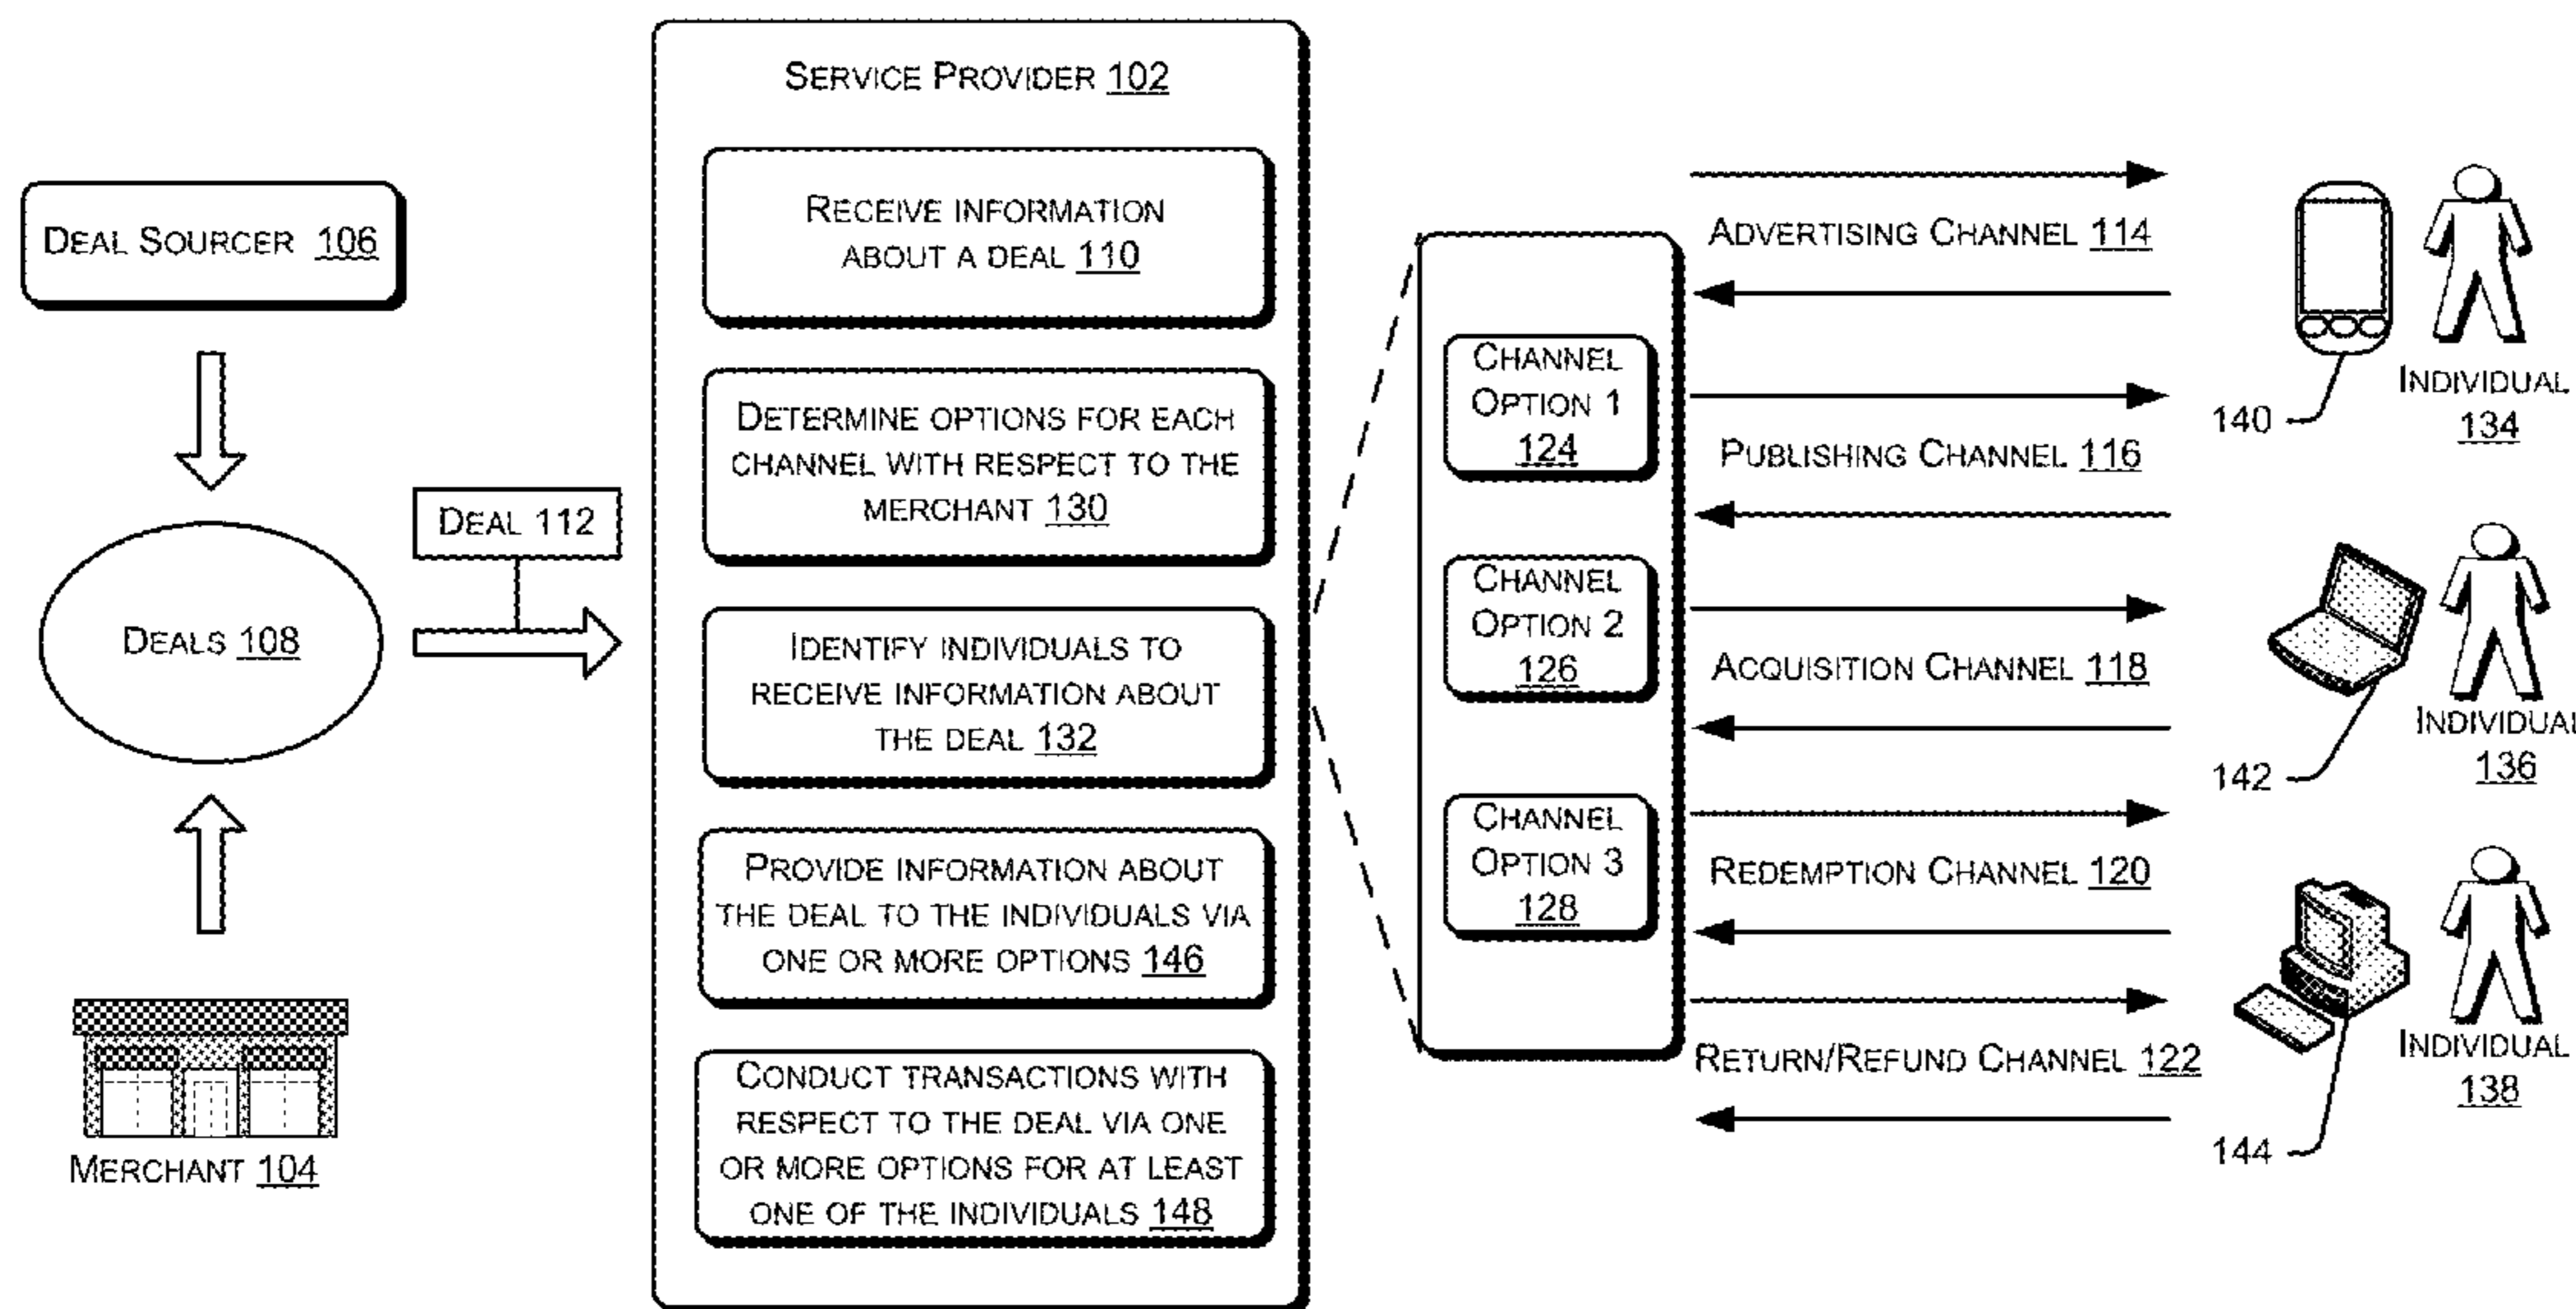 SERVICE PROVIDER 102
DEAL SOURCER 106
DEALS 108
MERCHANT 104
DEAL 112
RECEIVE INFORMATION
ABOUT A DEAL 110
DETERMINE OPTIONS FOR EACH
CHANNEL WITH RESPECT TO THE
MERCHANT 130
IDENTIFY INDIVIDUALS TO
RECEIVE INFORMATION ABOUT
THE DEAL 132
PROVIDE INFORMATION ABOUT
THE DEAL TO THE INDIVIDUALS VIA
ONE OR MORE OPTIONS 146
CONDUCT TRANSACTIONS WITH
RESPECT TO THE DEAL VIA ONE
OR MORE OPTIONS FOR AT LEAST
ONE OF THE INDIVIDUALS 148
CHANNEL
OPTION 1
124
CHANNEL
OPTION 2
126
CHANNEL
OPTION 3
128
ADVERTISING CHANNEL 114
PUBLISHING CHANNEL 116
ACQUISITION CHANNEL 118
REDEMPTION CHANNEL 120
RETURN/REFUND CHANNEL 122
140
INDIVIDUAL
134
142
INDIVIDUAL
136
144
INDIVIDUAL
138